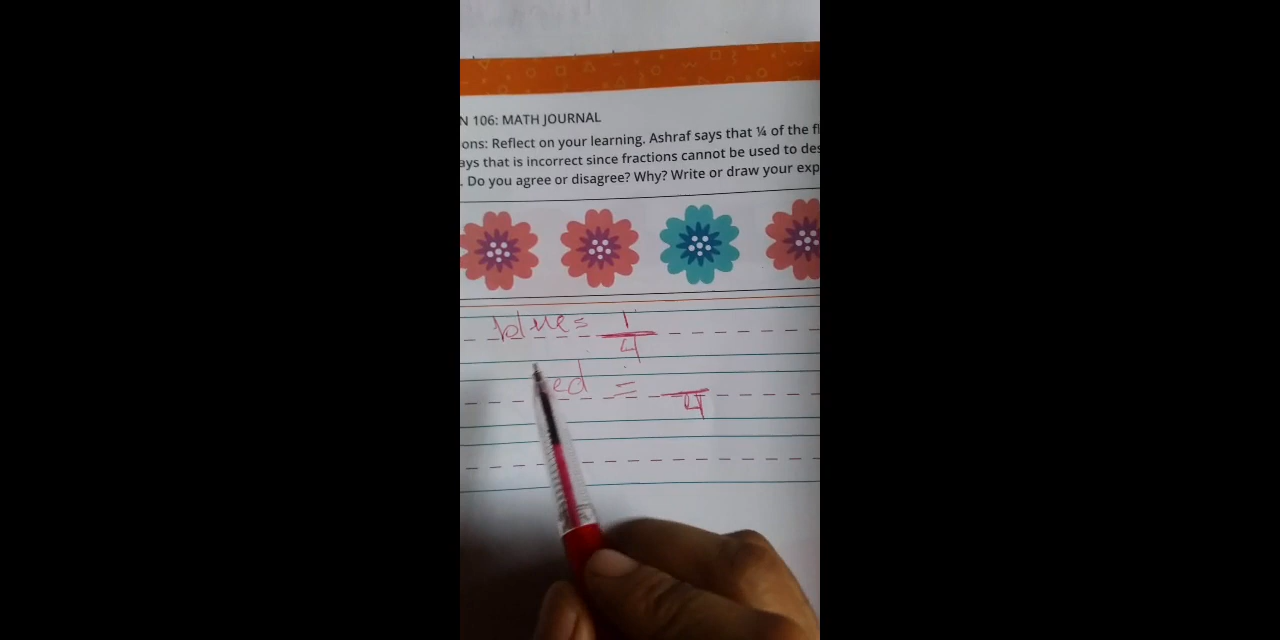 N 106: MATH JOURNAL
ons: Reflect on your learning. Ashraf says that ¼ of the fl
ays that is incorrect since fractions cannot be used to des
. Do you agree or disagree? Why? Write or draw your exp
blue = 1/4
ed = /4